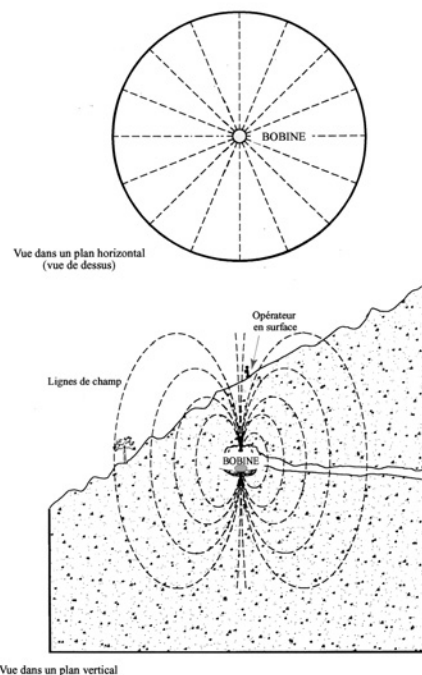 BOBINE
Vue dans un plan horizontal
(vue de dessus)
Opérateur
en surface
Lignes de champ
BOBINE
Vue dans un plan vertical